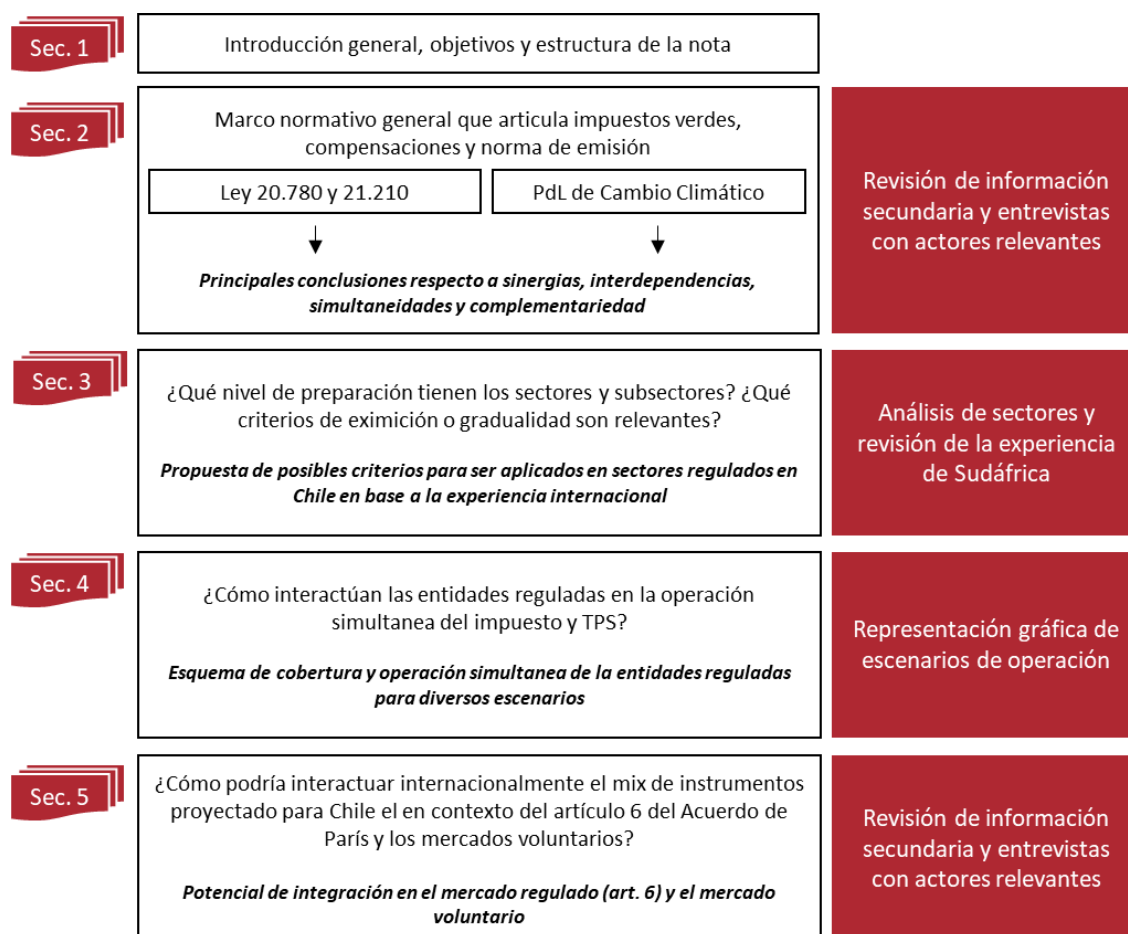 Sec. 1
Introducción general, objetivos y estructura de la nota
Sec. 2
Marco normativo general que articula impuestos verdes,
compensaciones y norma de emisión
Ley 20.780 y 21.210
PdL de Cambio Climático
Principales conclusiones respecto a sinergias, interdependencias,
simultaneidades y complementariedad
Revisión de información
secundaria y entrevistas
con actores relevantes
Sec. 3
¿Qué nivel de preparación tienen los sectores y subsectores? ¿Qué
criterios de eximición o gradualidad son relevantes?
Propuesta de posibles criterios para ser aplicados en sectores regulados en
Chile en base a la experiencia internacional
Análisis de sectores y
revisión de la experiencia
de Sudáfrica
Sec. 4
¿Cómo interactúan las entidades reguladas en la operación
simultanea del impuesto y TPS?
Esquema de cobertura y operación simultanea de la entidades reguladas
para diversos escenarios
Representación gráfica de
escenarios de operación
Sec. 5
¿Cómo podría interactuar internacionalmente el mix de instrumentos
proyectado para Chile el en contexto del artículo 6 del Acuerdo de
París y los mercados voluntarios?
Potencial de integración en el mercado regulado (art. 6) y el mercado
voluntario
Revisión de información
secundaria y entrevistas
con actores relevantes